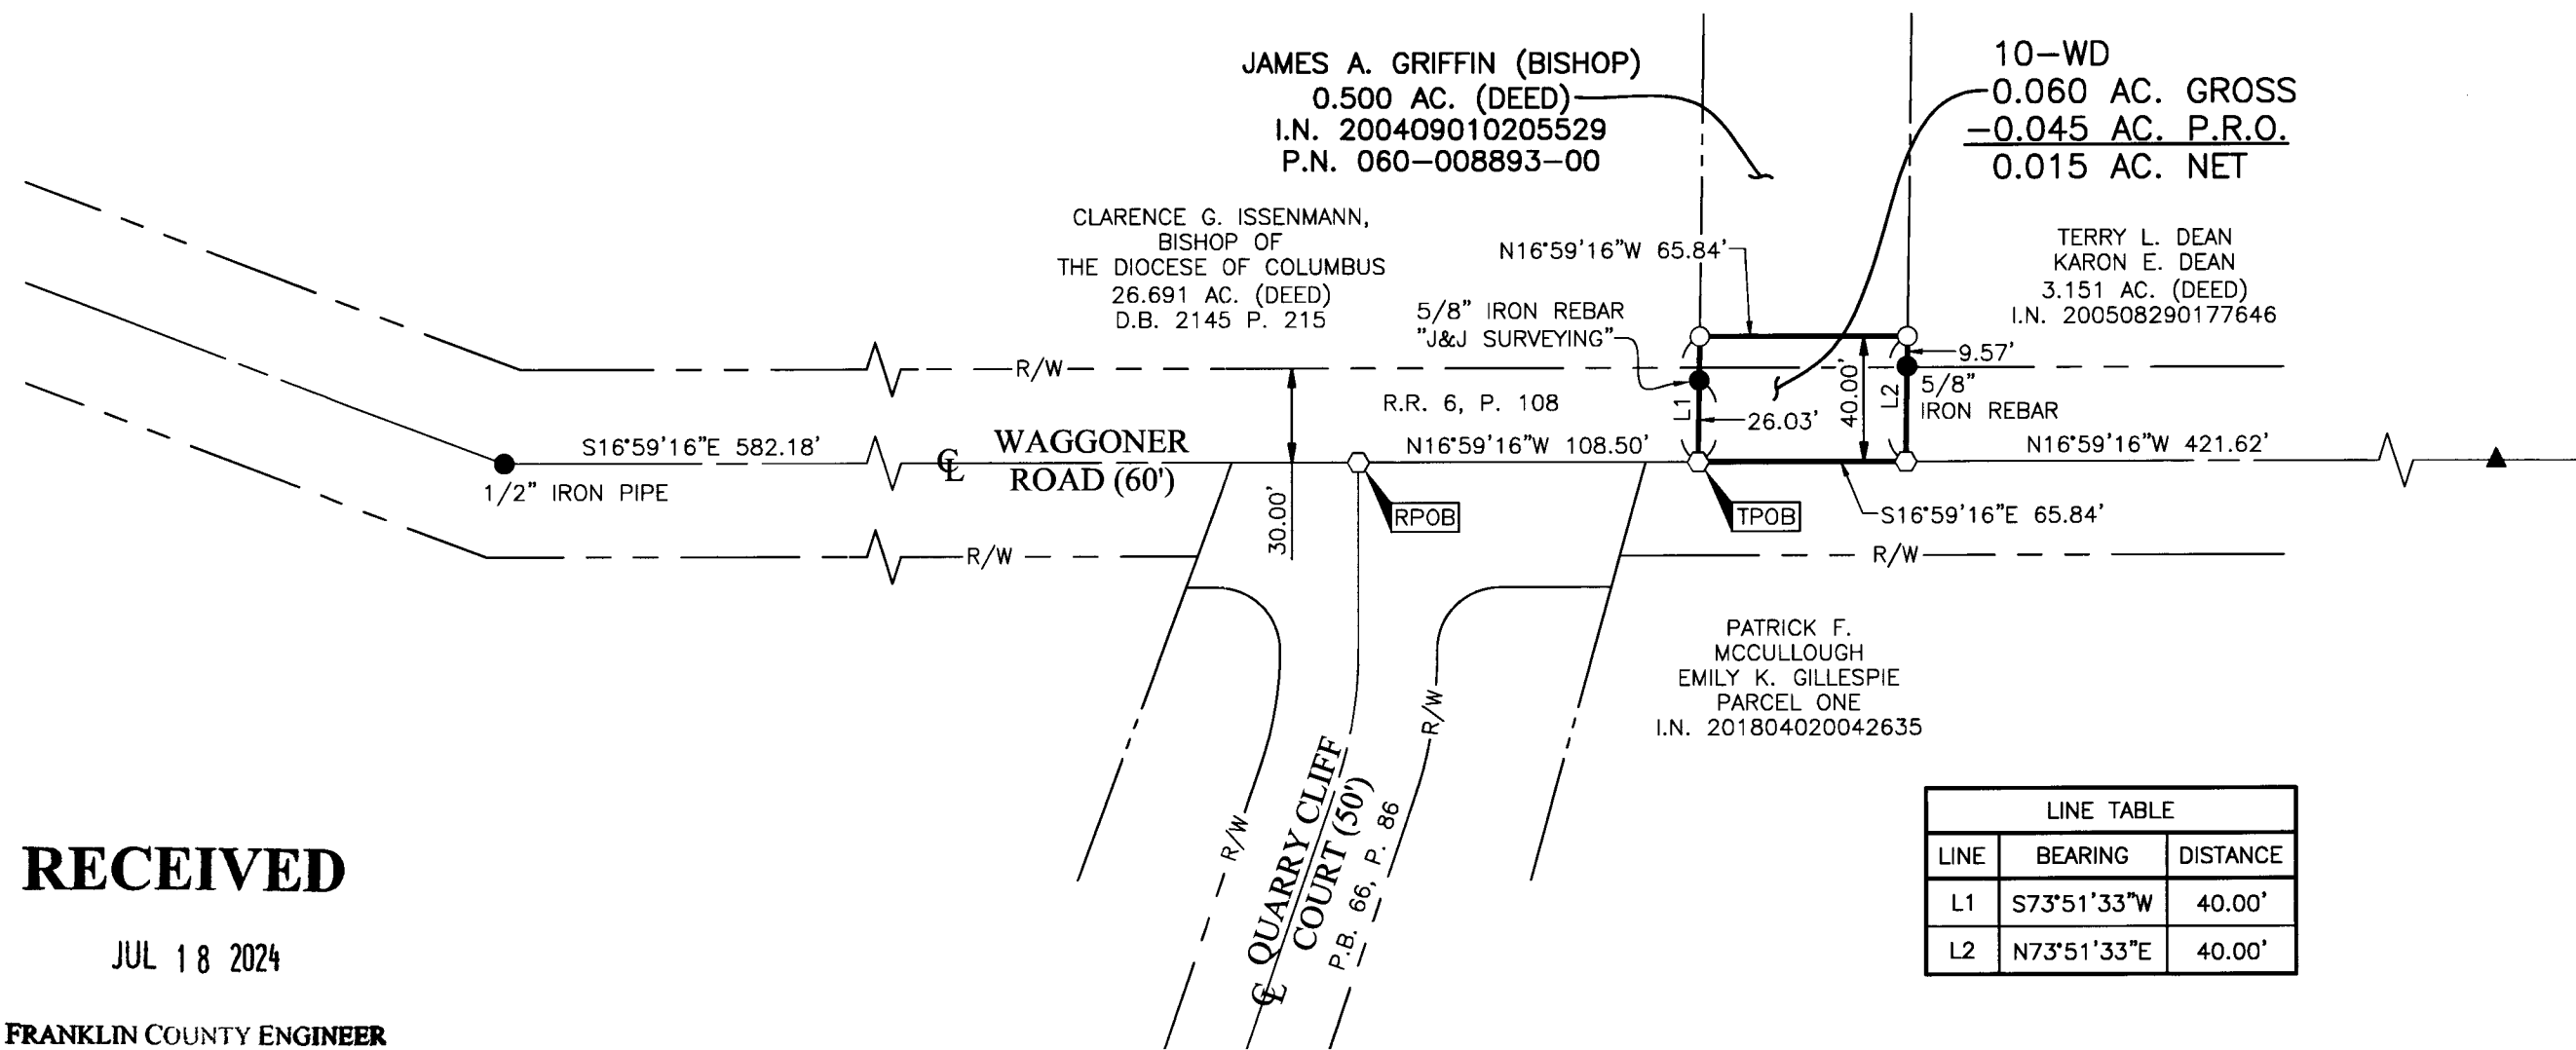 JAMES A. GRIFFIN (BISHOP)
0.500 AC. (DEED)
I.N. 200409010205529
P.N. 060-008893-00
10-WD
0.060 AC. GROSS
-0.045 AC. P.R.O.
0.015 AC. NET
CLARENCE G. ISSENMANN,
BISHOP OF
THE DIOCESE OF COLUMBUS
26.691 AC. (DEED)
D.B. 2145 P. 215
N16°59'16"W 65.84'
5/8" IRON REBAR
"J&J SURVEYING"
TERRY L. DEAN
KARON E. DEAN
3.151 AC. (DEED)
I.N. 200508290177646
R/W
R.R. 6, P. 108
L1
26.03'
40.00'
L2
9.57'
5/8"
IRON REBAR
S16°59'16"E 582.18'
1/2" IRON PIPE
℄
WAGGONER
ROAD (60')
N16°59'16"W 108.50'
N16°59'16"W 421.62'
30.00'
RPOB
TPOB
S16°59'16"E 65.84'
R/W
R/W
R/W
R/W
℄ QUARRY CLIFF
COURT (50')
P.B. 66, P. 86
PATRICK F.
MCCULLOUGH
EMILY K. GILLESPIE
PARCEL ONE
I.N. 201804020042635
LINE TABLE
LINE BEARING DISTANCE
L1 S73°51'33"W 40.00'
L2 N73°51'33"E 40.00'
RECEIVED
JUL 18 2024
FRANKLIN COUNTY ENGINEER